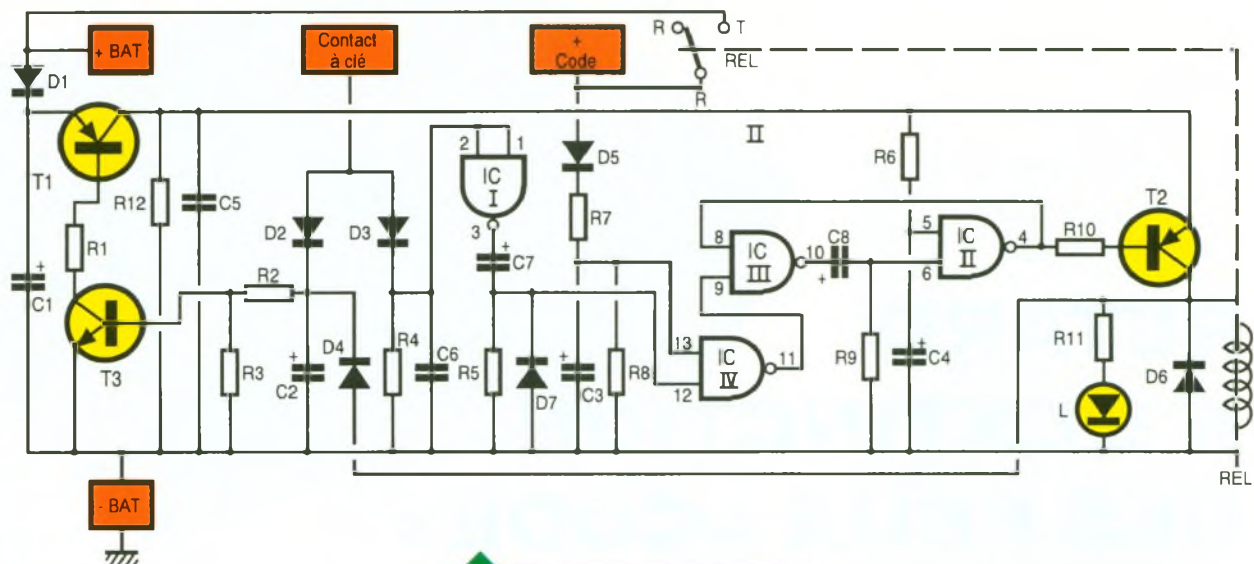 + BAT
Contact
à clé
+
Code
R
T
REL
R
D1
T1
R12
C5
R1
C1
T3
R2
R3
D2
D3
C2
D4
R4
C6
2
1
IC
I
3
C7
R5
D7
+
C3
R8
D5
R7
II
8
9
IC
III
10
C8
+
13
12
IC
IV
11
R6
5
6
IC
II
4
R10
T2
R9
+
C4
R11
L
D6
REL
+
+
+
- BAT